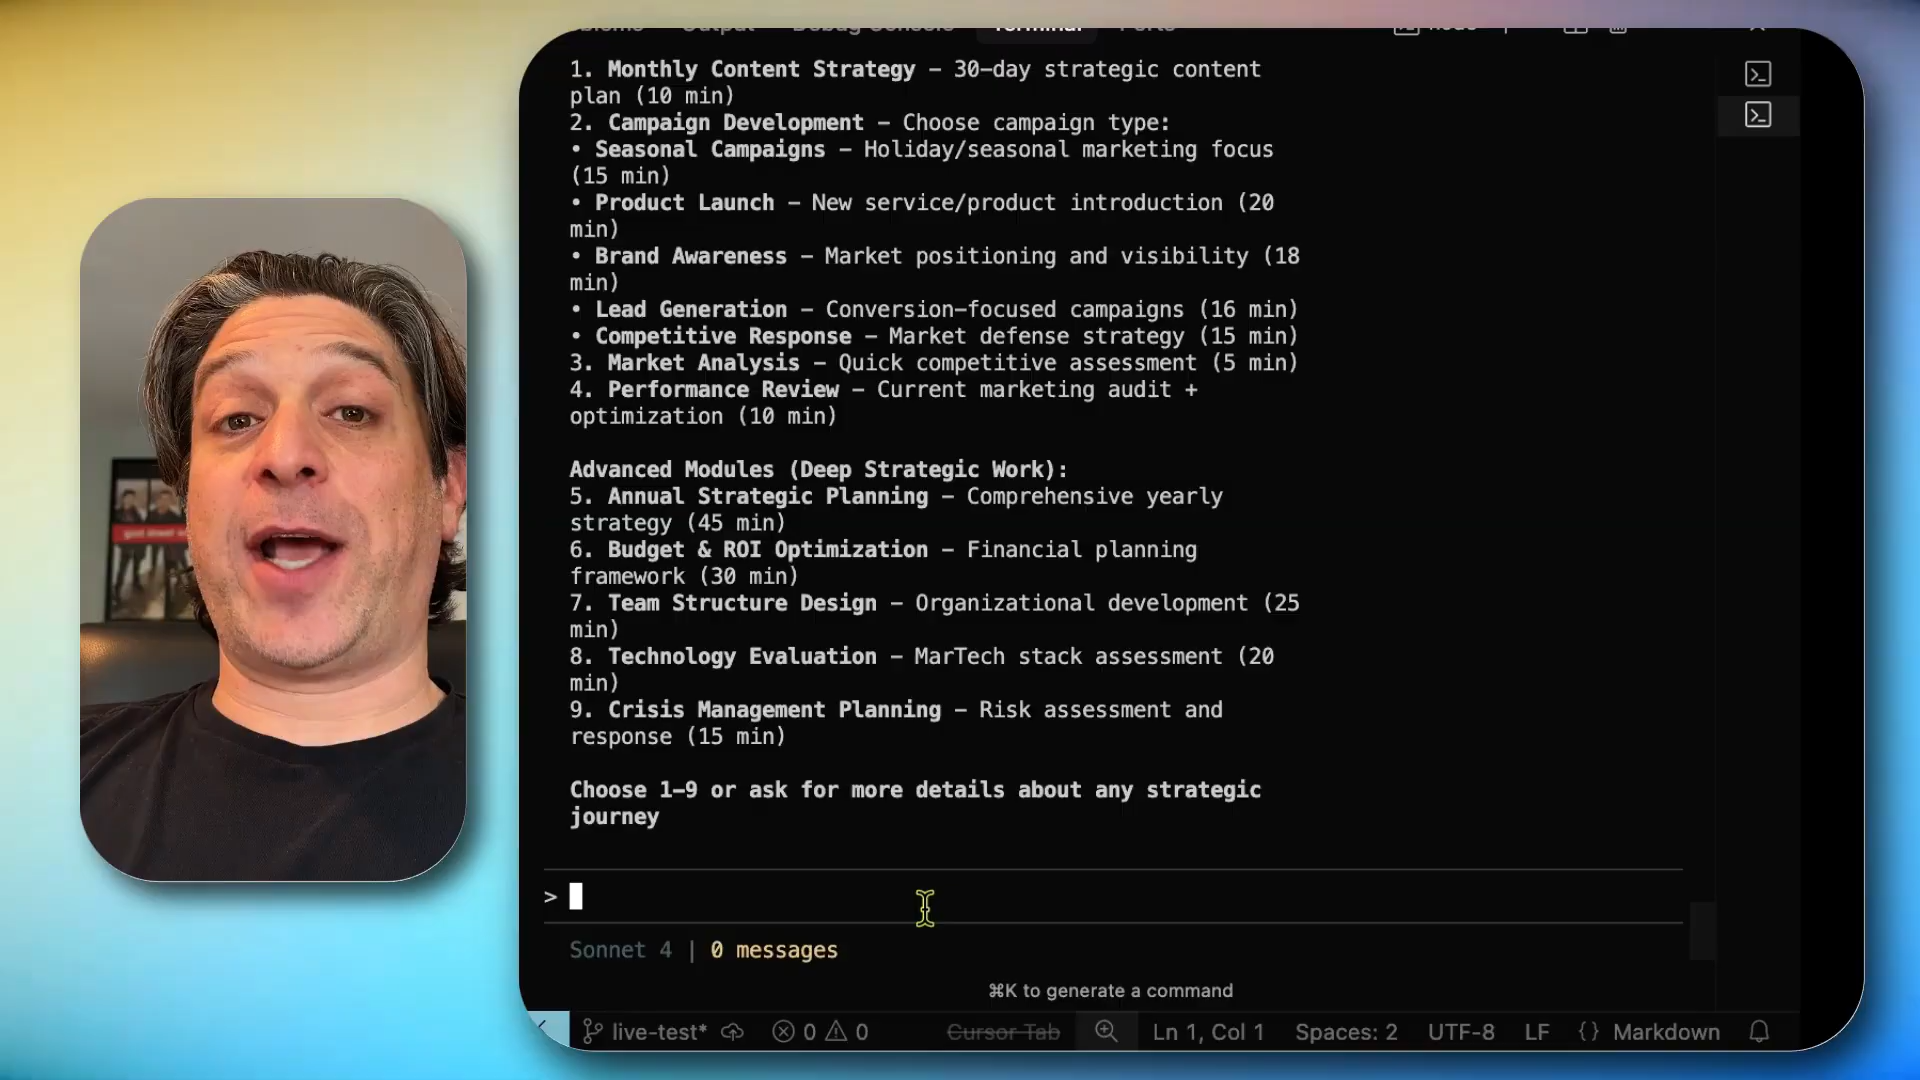 Output Debug Console Terminal Ports
1. Monthly Content Strategy – 30-day strategic content
plan (10 min)
2. Campaign Development – Choose campaign type:
• Seasonal Campaigns – Holiday/seasonal marketing focus
(15 min)
• Product Launch – New service/product introduction (20
min)
• Brand Awareness – Market positioning and visibility (18
min)
• Lead Generation – Conversion-focused campaigns (16 min)
• Competitive Response – Market defense strategy (15 min)
3. Market Analysis – Quick competitive assessment (5 min)
4. Performance Review – Current marketing audit +
optimization (10 min)
Advanced Modules (Deep Strategic Work):
5. Annual Strategic Planning – Comprehensive yearly
strategy (45 min)
6. Budget & ROI Optimization – Financial planning
framework (30 min)
7. Team Structure Design – Organizational development (25
min)
8. Technology Evaluation – MarTech stack assessment (20
min)
9. Crisis Management Planning – Risk assessment and
response (15 min)
Choose 1–9 or ask for more details about any strategic
journey
>
Sonnet 4 | 0 messages
⌘K to generate a command
live-test* 0 0 Cursor Tab Ln 1, Col 1 Spaces: 2 UTF-8 LF {} Markdown